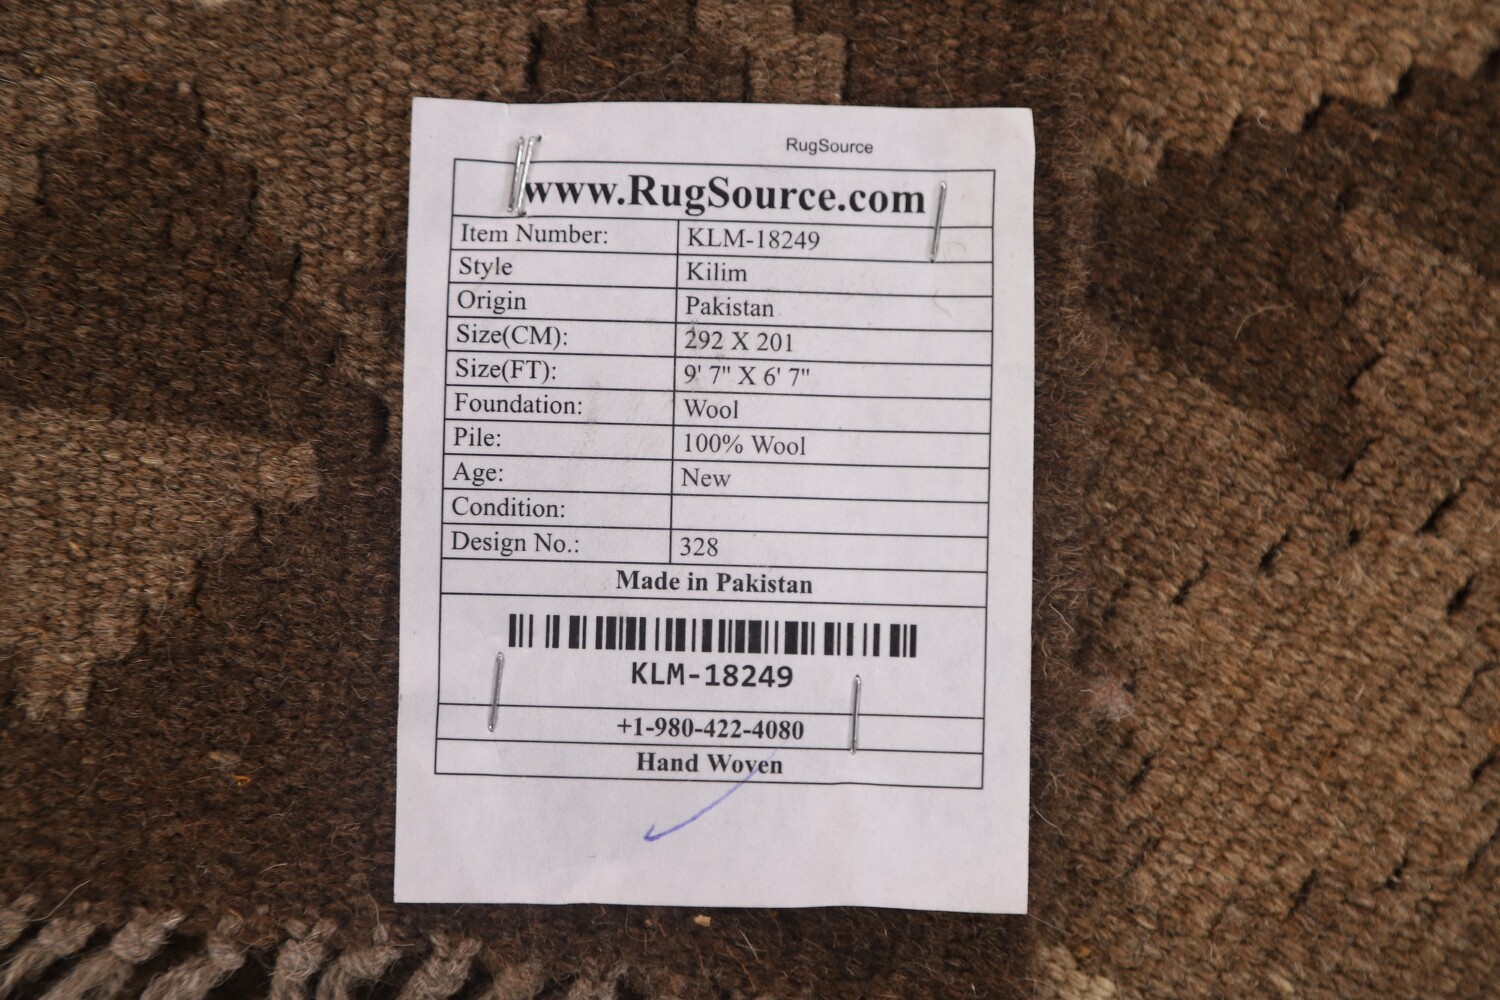 RugSource
www.RugSource.com
Item Number: KLM-18249
Style Kilim
Origin Pakistan
Size(CM): 292 X 201
Size(FT): 9' 7" X 6' 7"
Foundation: Wool
Pile: 100% Wool
Age: New
Condition:
Design No.: 328
Made in Pakistan
KLM-18249
+1-980-422-4080
Hand Woven